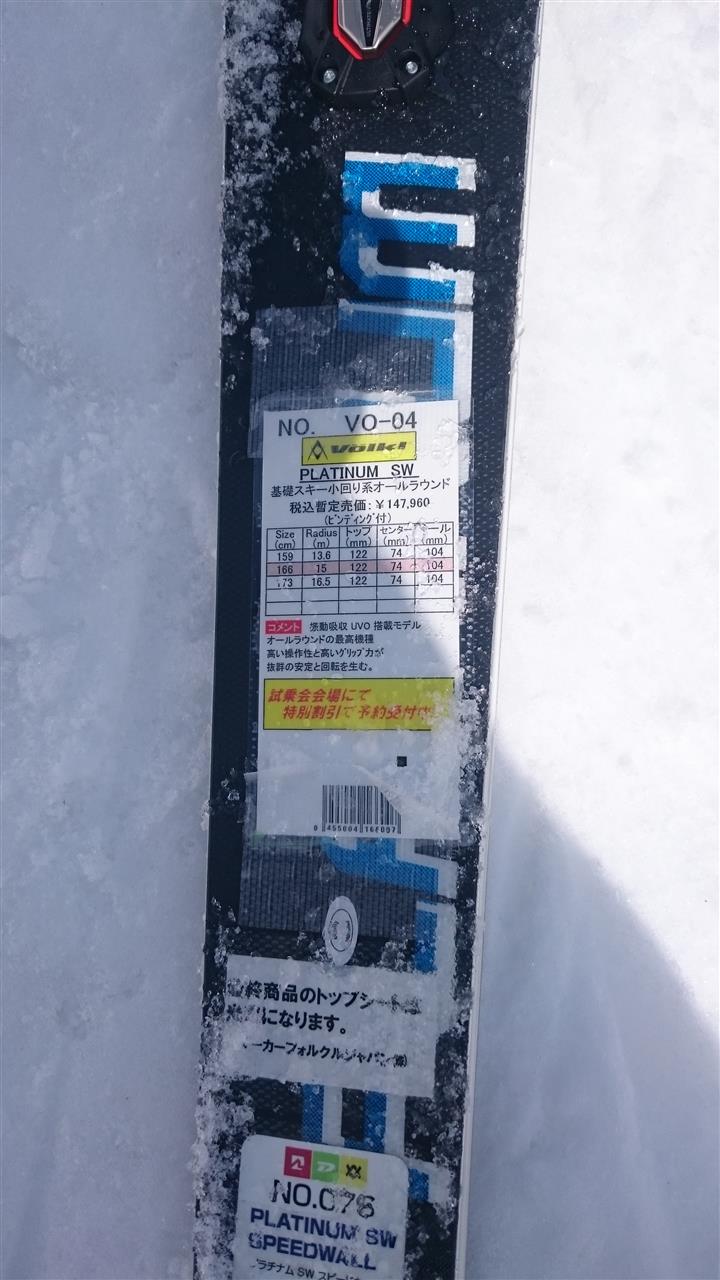 NO. VO-04
Völkl
PLATINUM SW
基礎スキー小回り系オールラウンド
税込暫定売価:￥147,960
(ビンディング付)
Size (cm) Radius (m) トップ (mm) センター (mm) (mm)
159 13.6 122 74 104
166 15 122 74 104
173 16.5 122 74 104
コメント 振動吸収 UVO 搭載モデル
オールラウンドの最高機種
高い操作性と高いグリップ力が
抜群の安定と回転を生む。
試乗会会場にて
特別割引で予約受付中
終商品のトップシート
になります。
ーカーフォルクルジャパン(株)
NO.076
PLATINUM SW
SPEEDWALL
ラチナム SW スピード